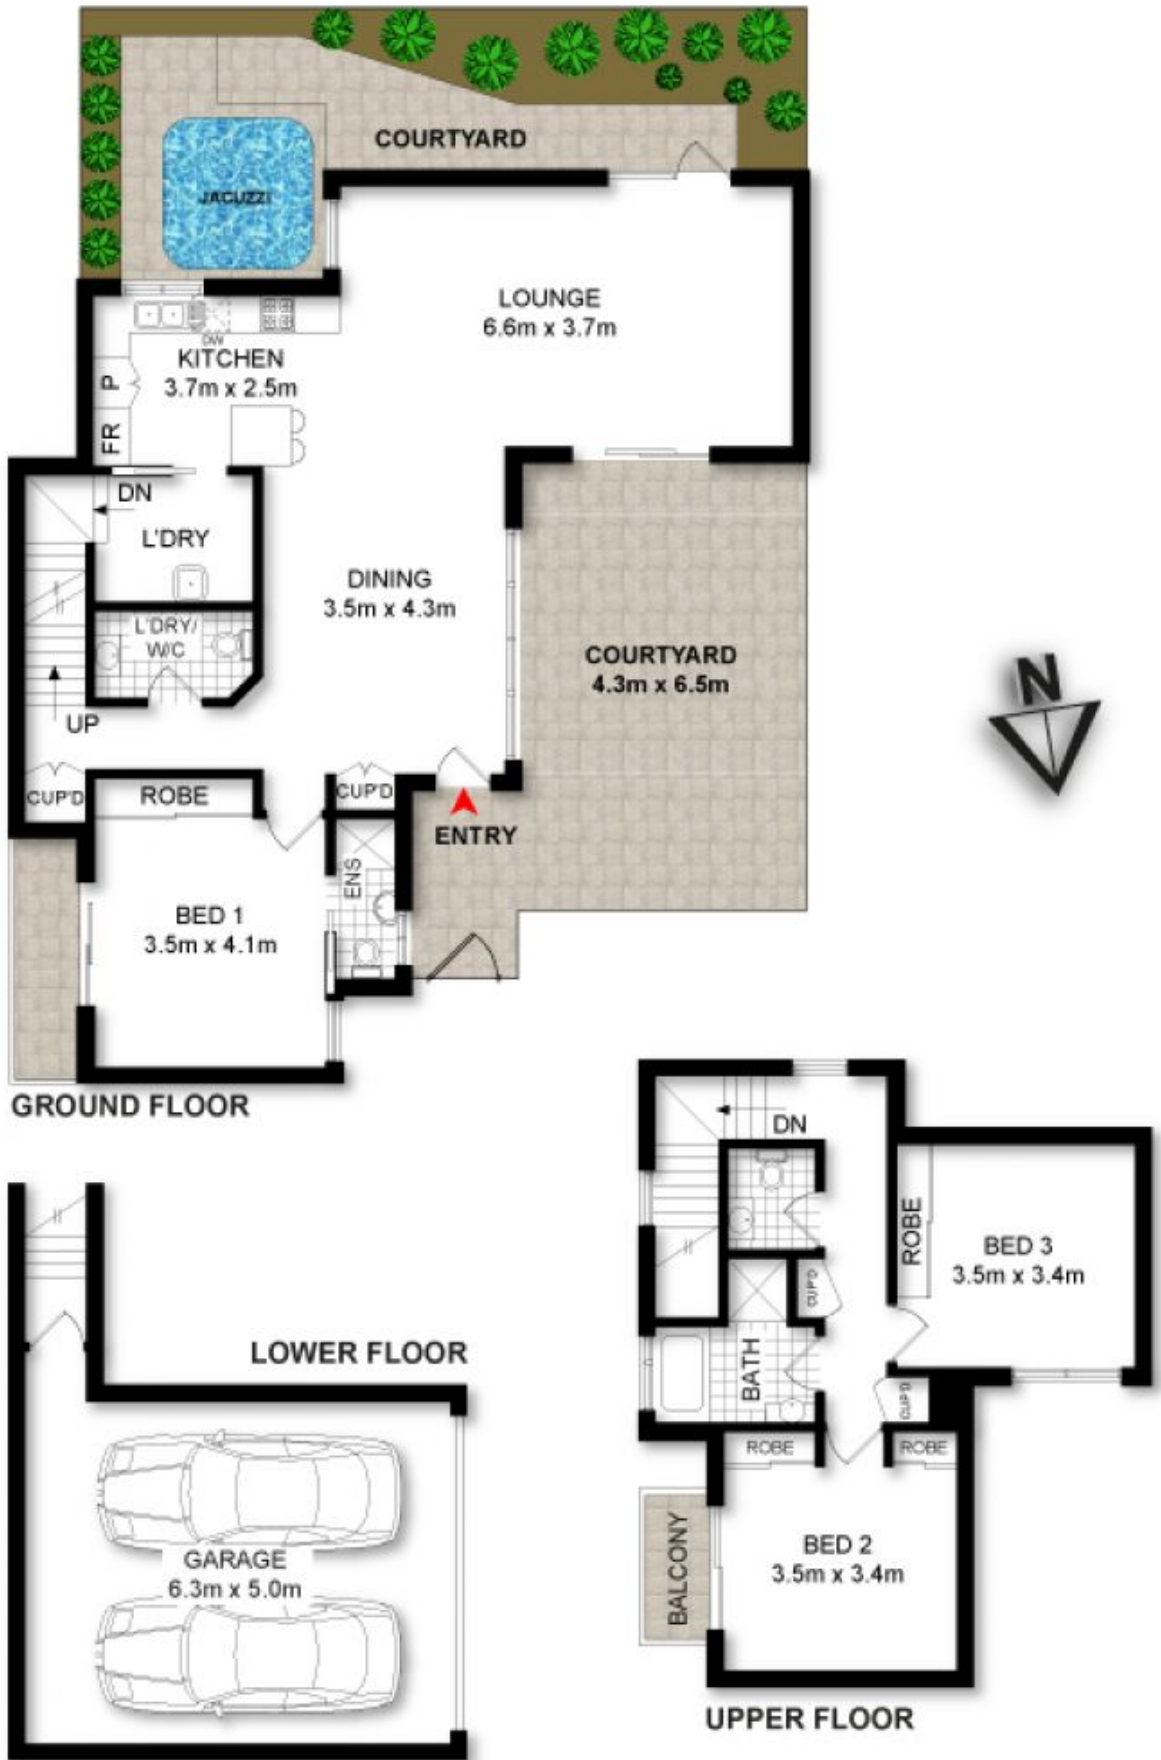 COURTYARD
JACUZZI
LOUNGE
6.6m x 3.7m
DW
KITCHEN
3.7m x 2.5m
P
FR
DN
L'DRY
DINING
3.5m x 4.3m
L'DRY/
W/C
COURTYARD
4.3m x 6.5m
N
UP
CUP'D
ROBE
CUP'D
ENTRY
ENS
BED 1
3.5m x 4.1m
GROUND FLOOR
DN
ROBE
BED 3
3.5m x 3.4m
CUP'D
BATH
CUP'D
ROBE
ROBE
BED 2
3.5m x 3.4m
BALCONY
UPPER FLOOR
LOWER FLOOR
GARAGE
6.3m x 5.0m